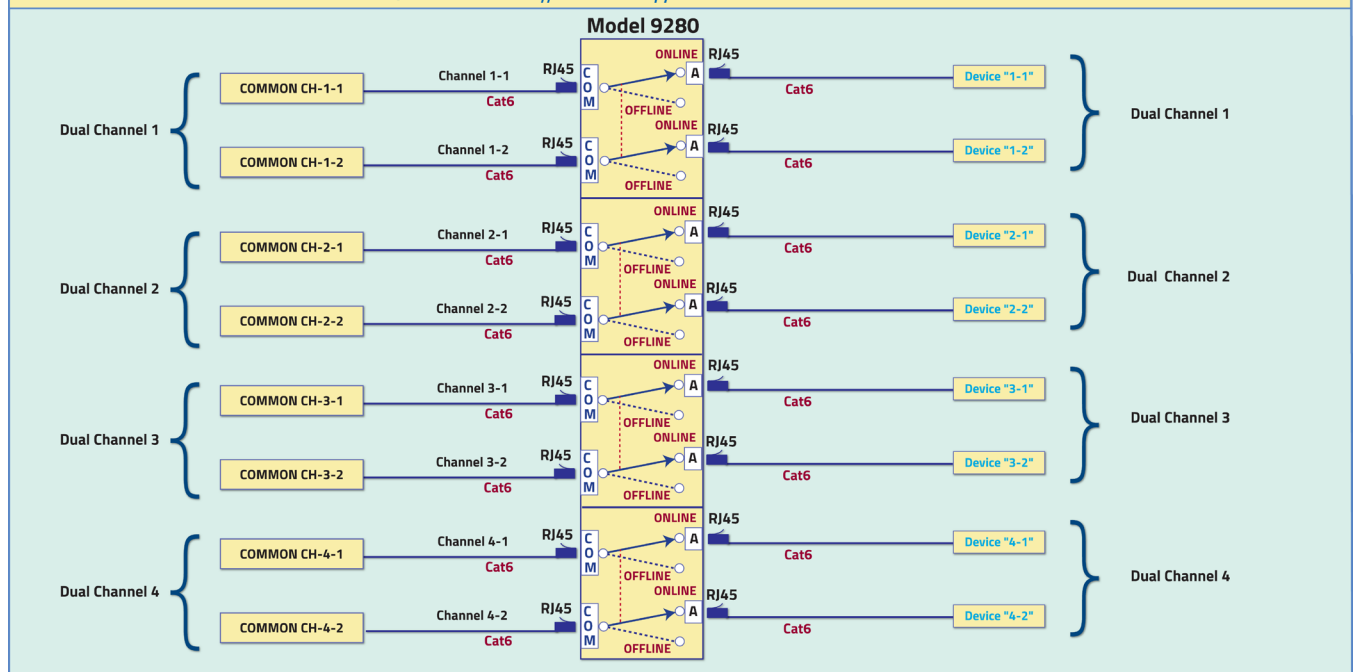 Model 9280
ONLINE
RJ45
RJ45
Channel 1-1
COMMON CH-1-1
Cat6
COM
A
Cat6
Device "1-1"
OFFLINE
Dual Channel 1
Dual Channel 1
ONLINE
RJ45
RJ45
Channel 1-2
COMMON CH-1-2
Cat6
COM
A
Cat6
Device "1-2"
OFFLINE
ONLINE
RJ45
RJ45
Channel 2-1
COMMON CH-2-1
Cat6
COM
A
Cat6
Device "2-1"
OFFLINE
Dual Channel 2
Dual Channel 2
ONLINE
RJ45
RJ45
Channel 2-2
COMMON CH-2-2
Cat6
COM
A
Cat6
Device "2-2"
OFFLINE
ONLINE
RJ45
RJ45
Channel 3-1
COMMON CH-3-1
Cat6
COM
A
Cat6
Device "3-1"
OFFLINE
Dual Channel 3
Dual Channel 3
ONLINE
RJ45
RJ45
Channel 3-2
COMMON CH-3-2
Cat6
COM
A
Cat6
Device "3-2"
OFFLINE
ONLINE
RJ45
RJ45
Channel 4-1
COMMON CH-4-1
Cat6
COM
A
Cat6
Device "4-1"
OFFLINE
Dual Channel 4
Dual Channel 4
ONLINE
RJ45
RJ45
Channel 4-2
COMMON CH-4-2
Cat6
COM
A
Cat6
Device "4-2"
OFFLINE